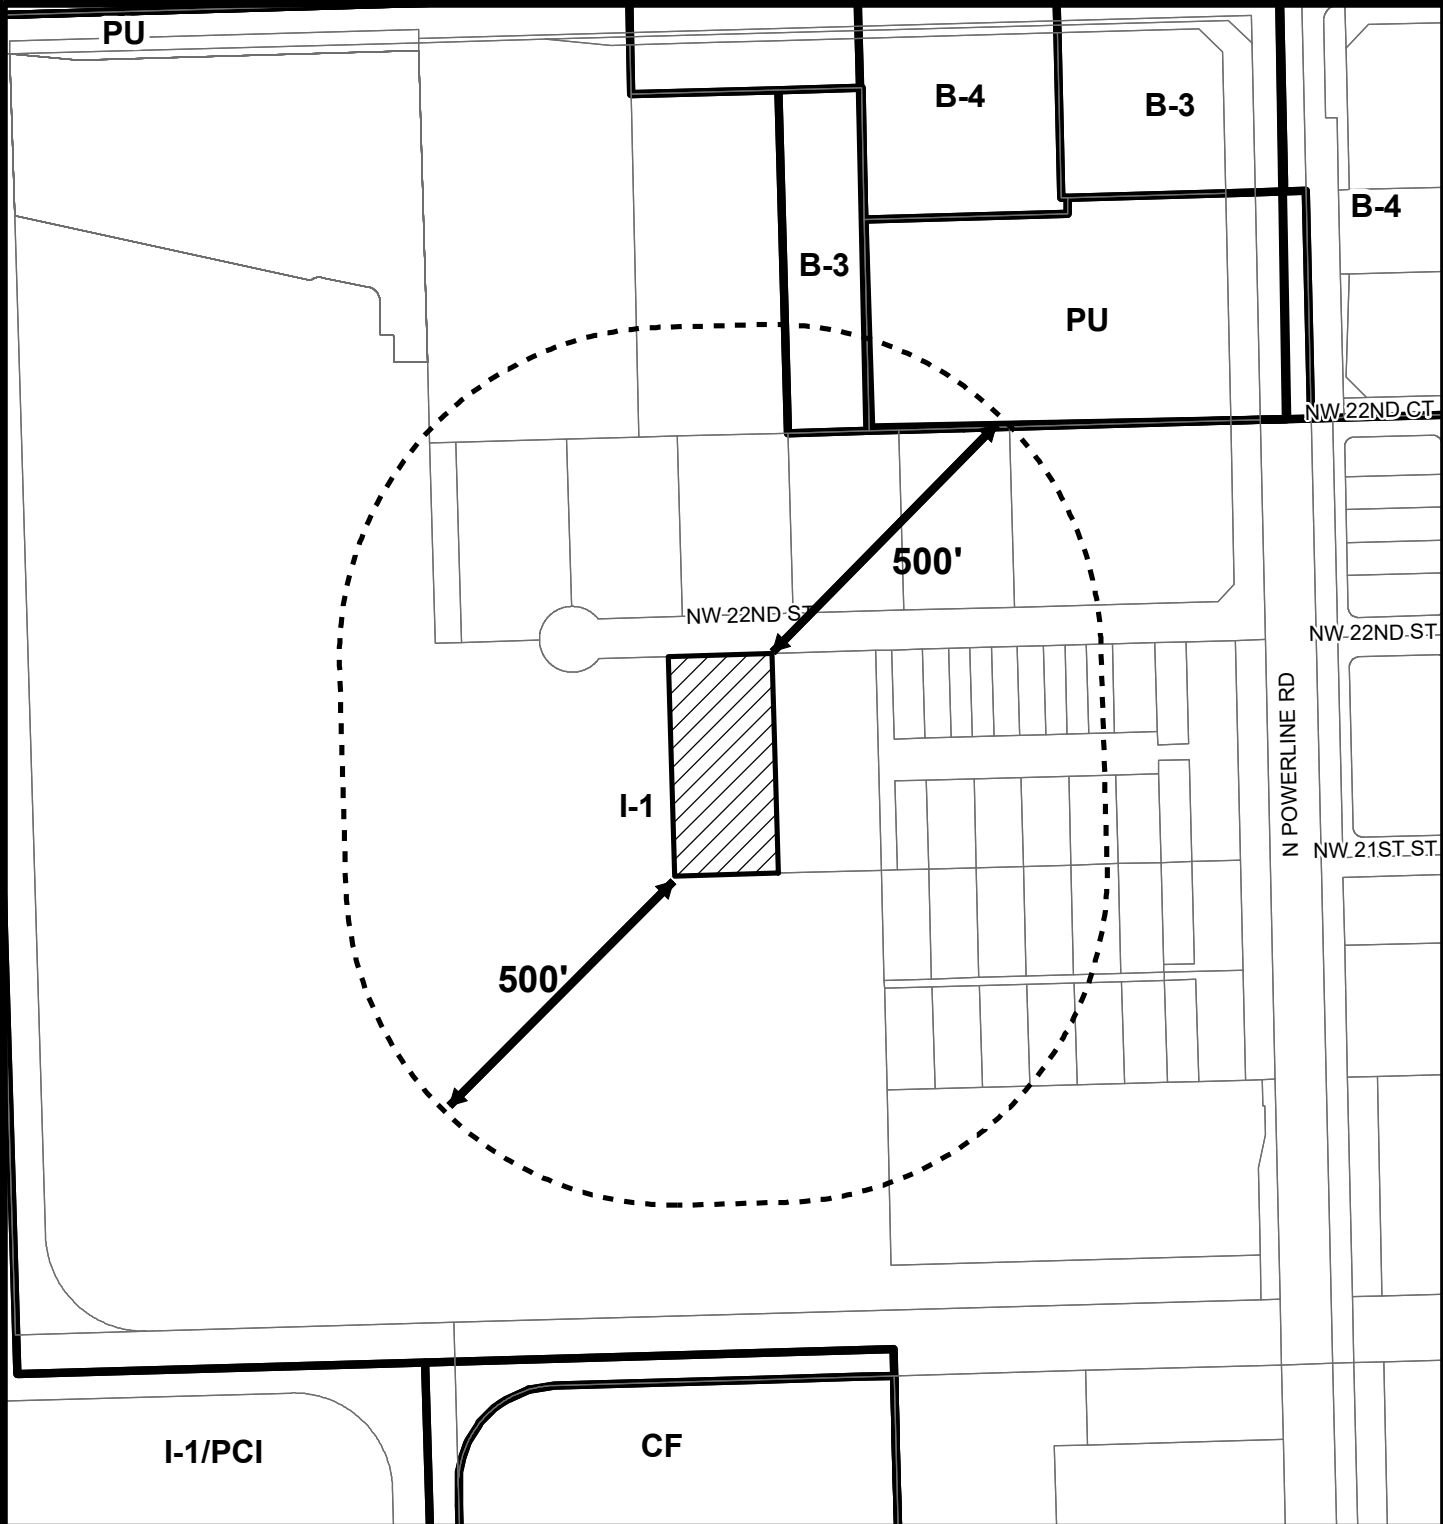 PU
B-4
B-3
B-4
B-3
PU
NW 22ND CT
500'
NW 22ND ST
NW 22ND ST
N POWERLINE RD
I-1
NW 21ST ST
500'
I-1/PCI
CF